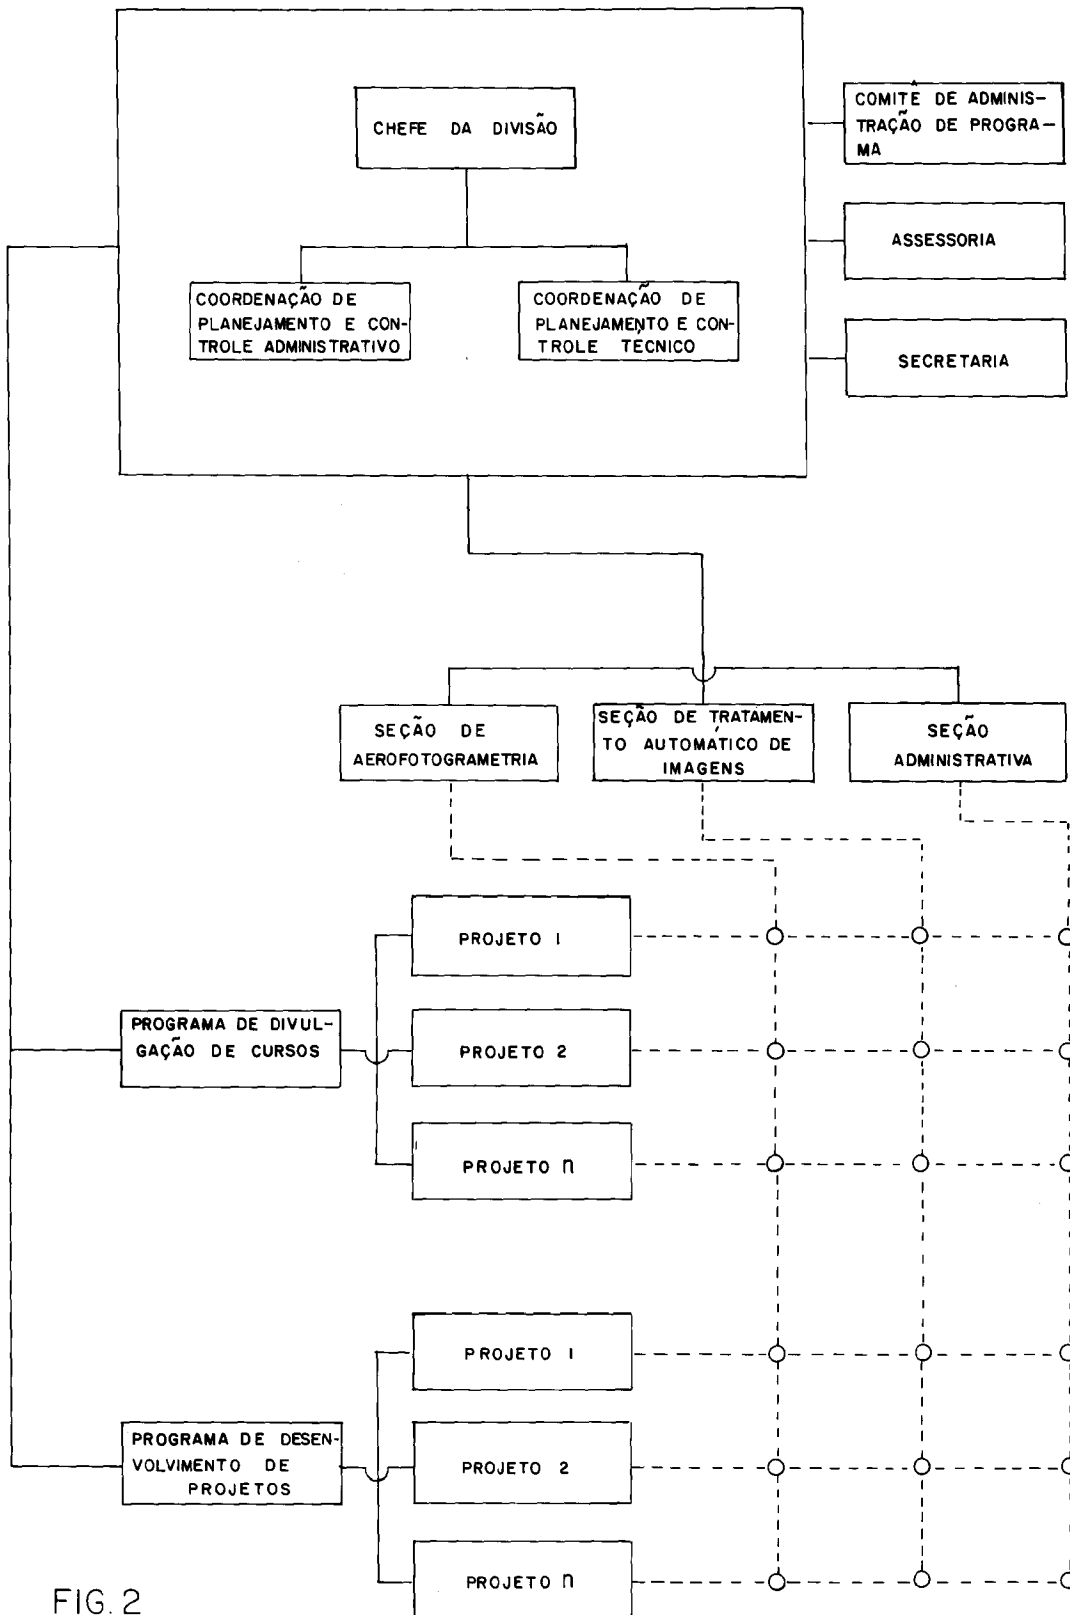 CHEFE DA DIVISÃO
COORDENAÇÃO DE
PLANEJAMENTO E CON-
TROLE ADMINISTRATIVO
COORDENAÇÃO DE
PLANEJAMENTO E CON-
TROLE TÉCNICO
COMITÊ DE ADMINIS-
TRAÇÃO DE PROGRA-
MA
ASSESSORIA
SECRETARIA
SEÇÃO DE
AEROFOTOGRAMETRIA
SEÇÃO DE TRATAMEN-
TO AUTOMÁTICO DE
IMAGENS
SEÇÃO
ADMINISTRATIVA
PROGRAMA DE DIVUL-
GAÇÃO DE CURSOS
PROJETO 1
PROJETO 2
PROJETO n
PROGRAMA DE DESEN-
VOLVIMENTO DE
PROJETOS
PROJETO 1
PROJETO 2
PROJETO n
FIG. 2